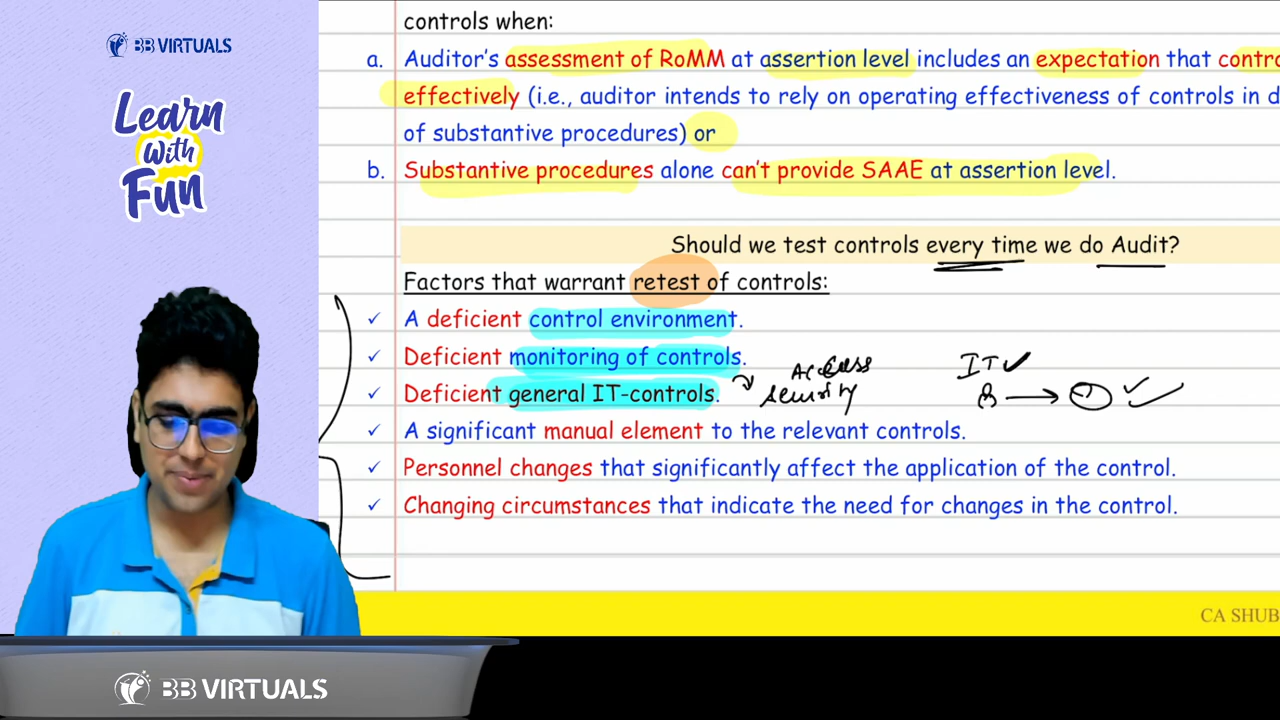 BB VIRTUALS
Learn
With
Fun
controls when:
a. Auditor's assessment of RoMM at assertion level includes an expectation that
effectively (i.e., auditor intends to rely on operating effectiveness of controls in
of substantive procedures) or
b. Substantive procedures alone can't provide SAAE at assertion level.
Should we test controls every time we do Audit?
Factors that warrant retest of controls:
✓ A deficient control environment.
✓ Deficient monitoring of controls.
✓ Deficient general IT-controls.
Access
Security
IT
✓ A significant manual element to the relevant controls.
✓ Personnel changes that significantly affect the application of the control.
✓ Changing circumstances that indicate the need for changes in the control.
CA SHUB
BB VIRTUALS